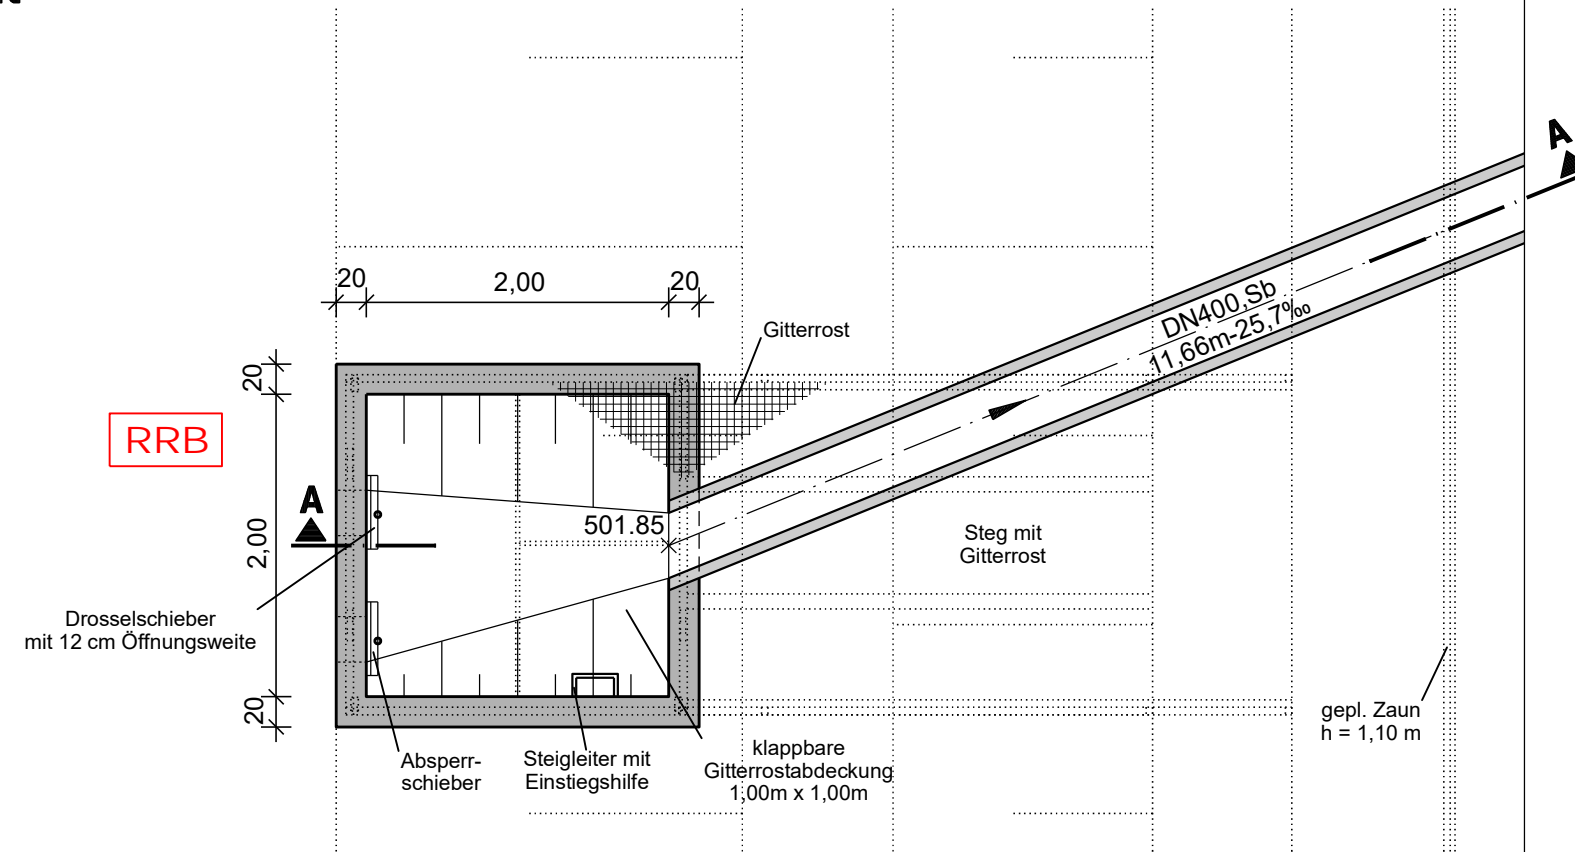 A
20
2,00
20
Gitterrost
DN400,Sb
11,66m-25,7‰
20
RRB
A
2,00
501.85
Steg mit
Gitterrost
Drosselschieber
mit 12 cm Öffnungsweite
20
gepl. Zaun
h = 1,10 m
Absperr-
schieber
Steigleiter mit
Einstiegshilfe
klappbare
Gitterrostabdeckung
1,00m x 1,00m